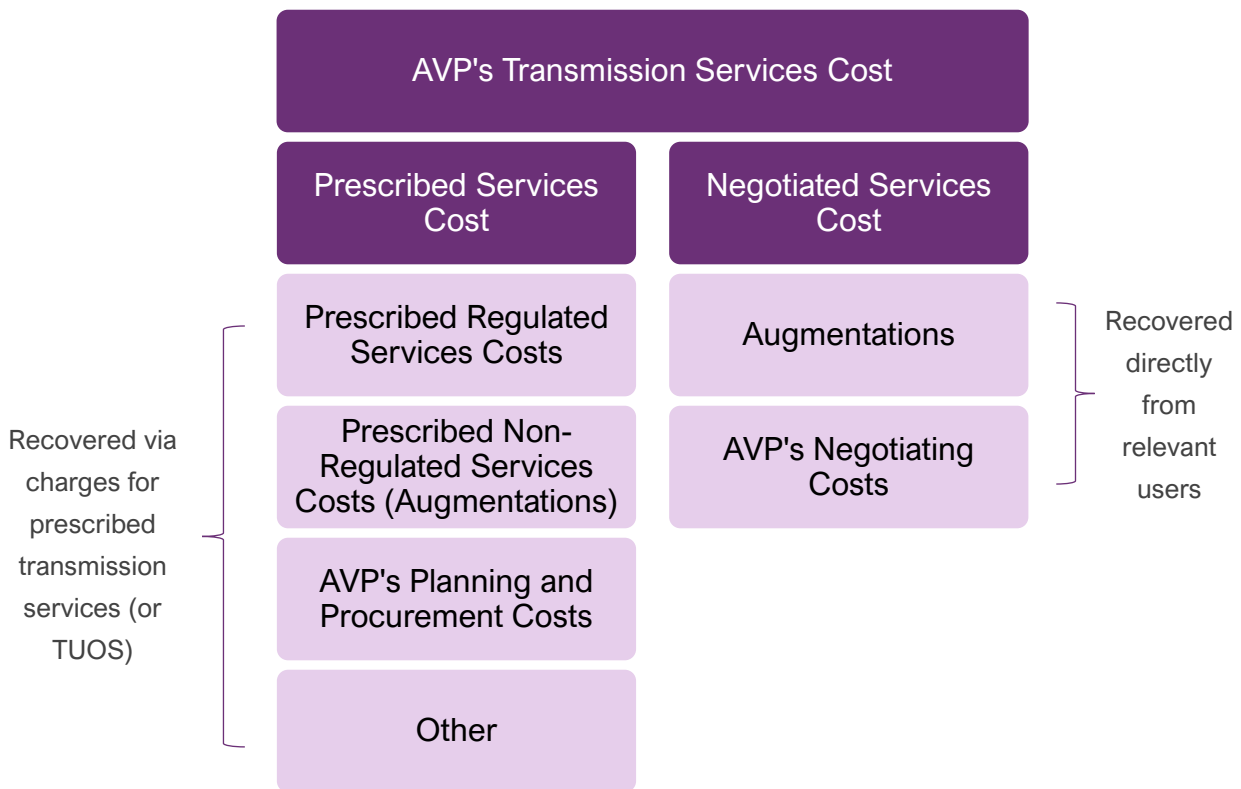 AVP's Transmission Services Cost
Prescribed Services
Cost
Negotiated Services
Cost
Prescribed Regulated
Services Costs
Augmentations
Prescribed Non-
Regulated Services
Costs (Augmentations)
AVP's Negotiating
Costs
AVP's Planning and
Procurement Costs
Other
Recovered via
charges for
prescribed
transmission
services (or
TUOS)
Recovered
directly
from
relevant
users